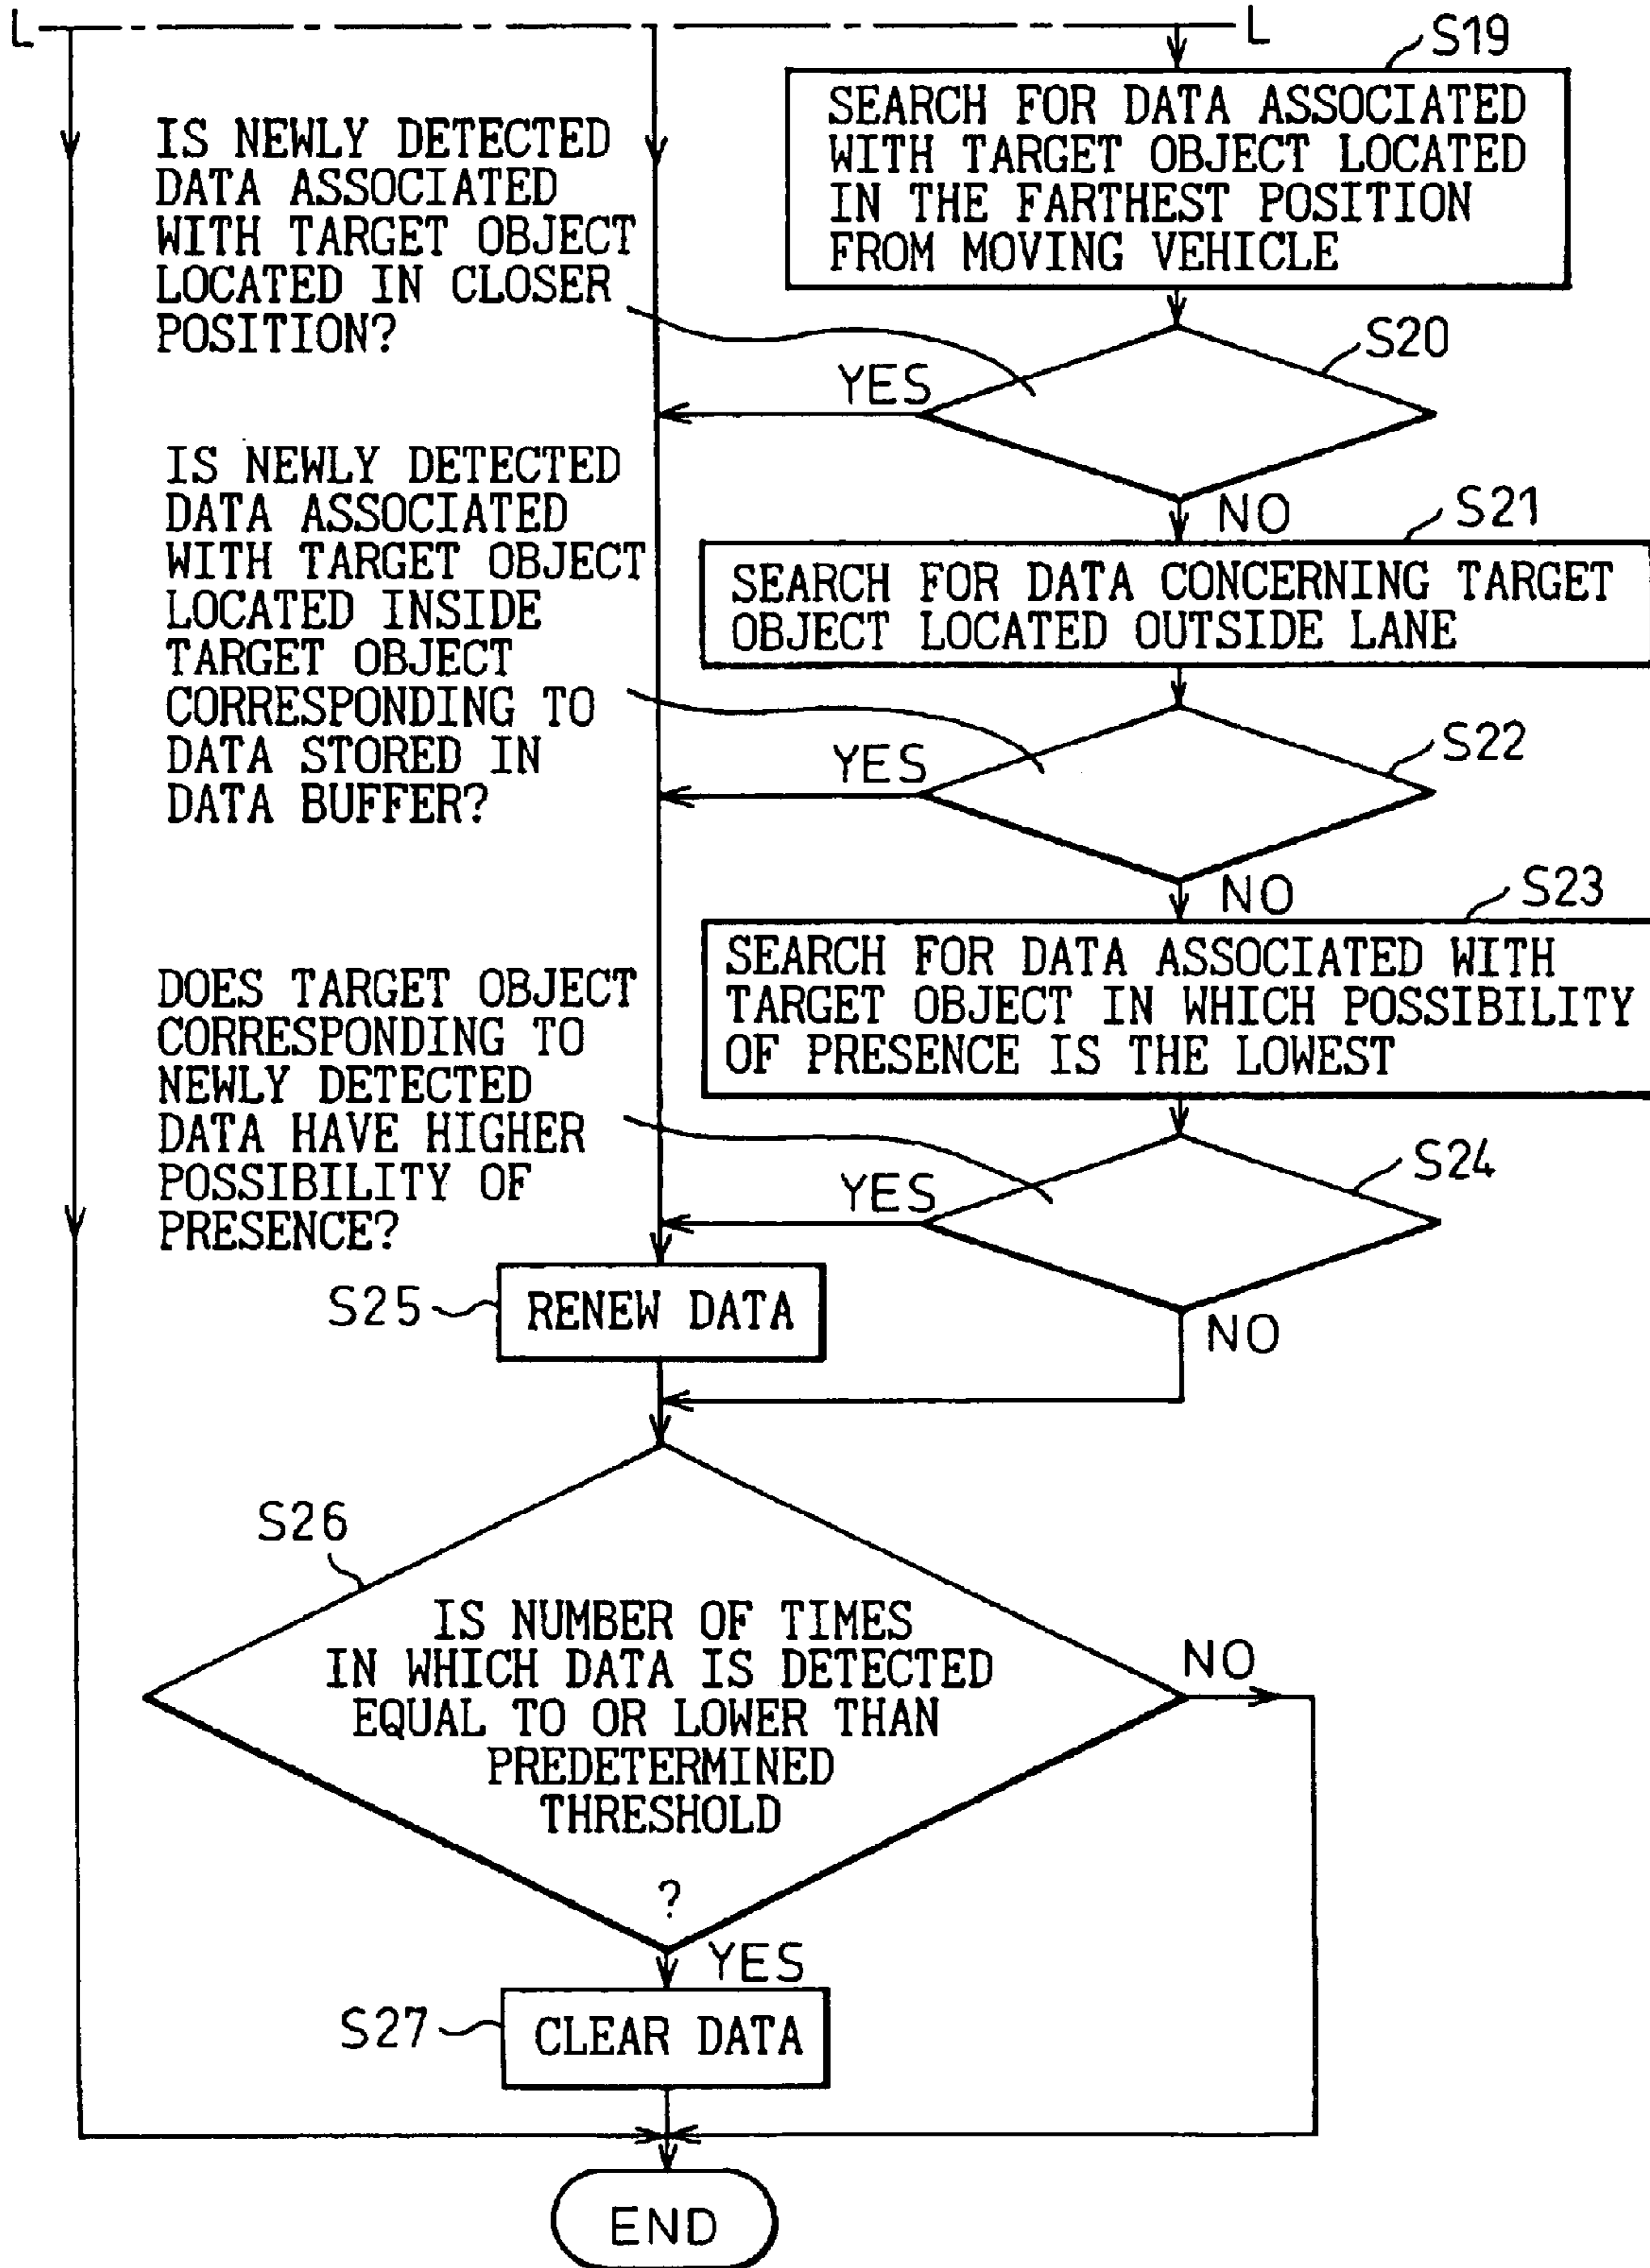 L
L
S19
SEARCH FOR DATA ASSOCIATED
WITH TARGET OBJECT LOCATED
IN THE FARTHEST POSITION
FROM MOVING VEHICLE
IS NEWLY DETECTED
DATA ASSOCIATED
WITH TARGET OBJECT
LOCATED IN CLOSER
POSITION?
S20
YES
NO
S21
SEARCH FOR DATA CONCERNING TARGET
OBJECT LOCATED OUTSIDE LANE
IS NEWLY DETECTED
DATA ASSOCIATED
WITH TARGET OBJECT
LOCATED INSIDE
TARGET OBJECT
CORRESPONDING TO
DATA STORED IN
DATA BUFFER?
S22
YES
NO
S23
SEARCH FOR DATA ASSOCIATED WITH
TARGET OBJECT IN WHICH POSSIBILITY
OF PRESENCE IS THE LOWEST
DOES TARGET OBJECT
CORRESPONDING TO
NEWLY DETECTED
DATA HAVE HIGHER
POSSIBILITY OF
PRESENCE?
S24
YES
NO
S25
RENEW DATA
S26
IS NUMBER OF TIMES
IN WHICH DATA IS DETECTED
EQUAL TO OR LOWER THAN
PREDETERMINED
THRESHOLD
?
NO
YES
S27
CLEAR DATA
END